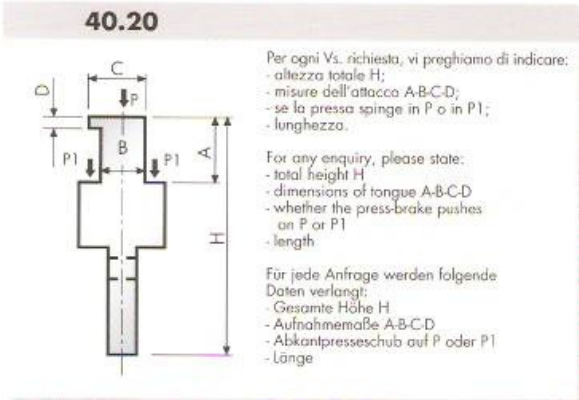 40.20
C
D
P
B
A
P1
P1
H
Per ogni Vs. richiesta, vi preghiamo di indicare:
- altezza totale H;
- misure dell'attacco A-B-C-D;
- se la pressa spinge in P o in P1;
- lunghezza.
For any enquiry, please state:
- total height H
- dimensions of tongue A-B-C-D
- whether the press-brake pushes
on P or P1
- length
Für jede Anfrage werden folgende
Daten verlangt:
- Gesamte Höhe H
- Aufnahmemaße A-B-C-D
- Abkantpresseschub auf P oder P1
- Länge